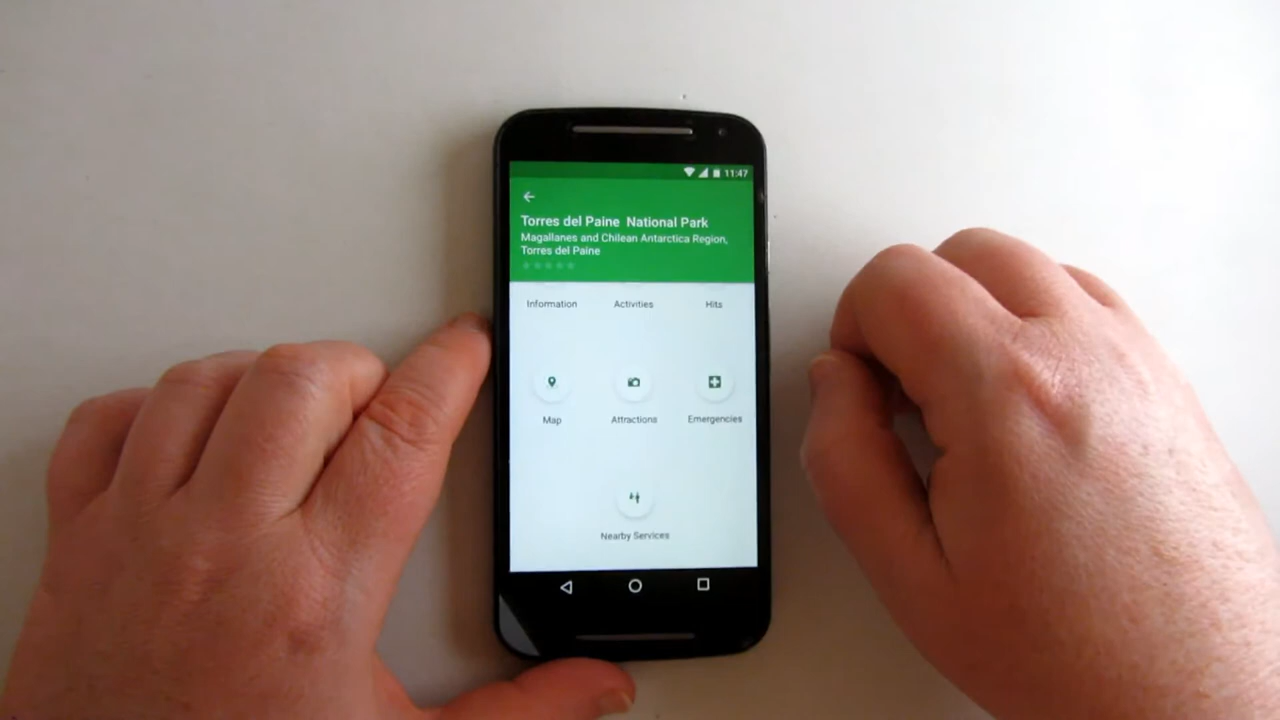 11:47
Torres del Paine National Park
Magallanes and Chilean Antarctica Region,
Torres del Paine
Information Activities Hits
Map Attractions Emergencies
Nearby Services